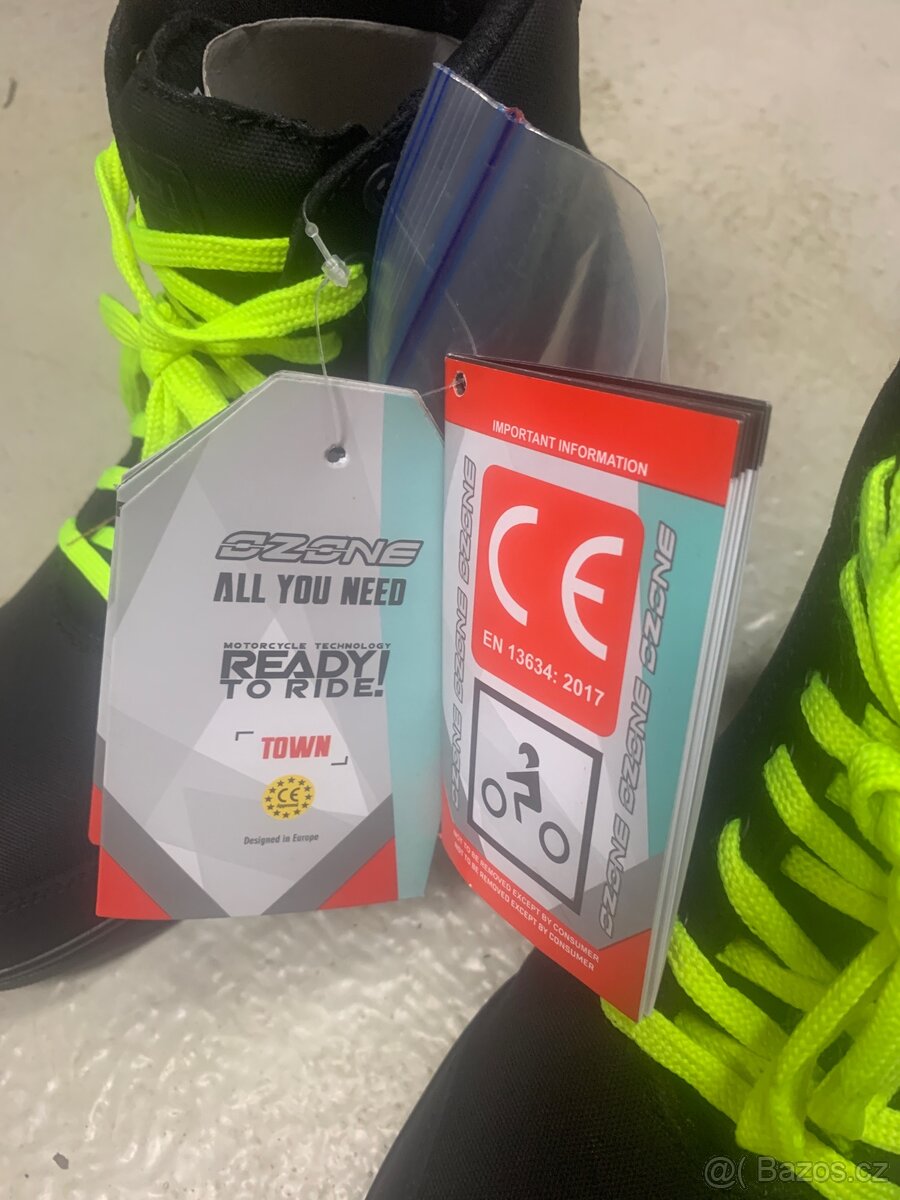 OZONE
ALL YOU NEED
MOTORCYCLE TECHNOLOGY
READY
TO RIDE!
TOWN
CE
Approved
Designed in Europe
IMPORTANT INFORMATION
CE
EN 13634: 2017
OZONE OZONE OZONE
OZONE OZONE OZONE
NOT TO BE REMOVED EXCEPT BY CONSUMER
NOT TO BE REMOVED EXCEPT BY CONSUMER
@( Bazos.cz